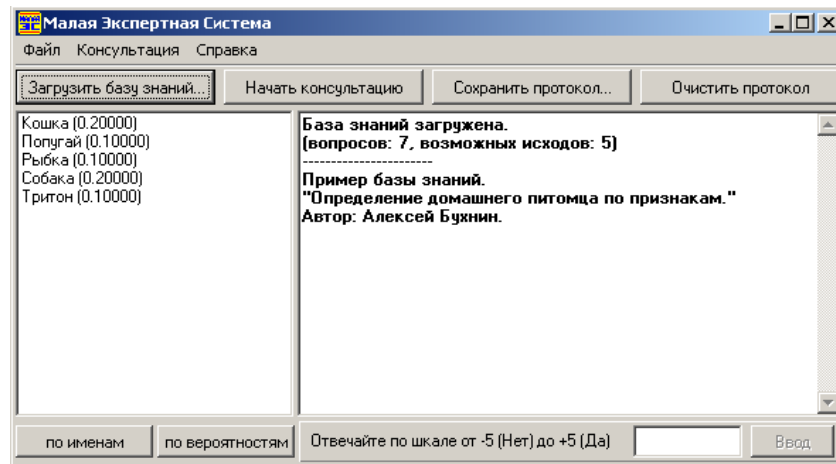 Малая Экспертная Система
Файл Консультация Справка
Загрузить базу знаний... Начать консультацию Сохранить протокол... Очистить протокол
Кошка (0.20000)
Попугай (0.10000)
Рыбка (0.10000)
Собака (0.20000)
Тритон (0.10000)
База знаний загружена.
(вопросов: 7, возможных исходов: 5)
-----------------------
Пример базы знаний.
"Определение домашнего питомца по признакам."
Автор: Алексей Бухнин.
по именам по вероятностям Отвечайте по шкале от -5 (Нет) до +5 (Да) Ввод